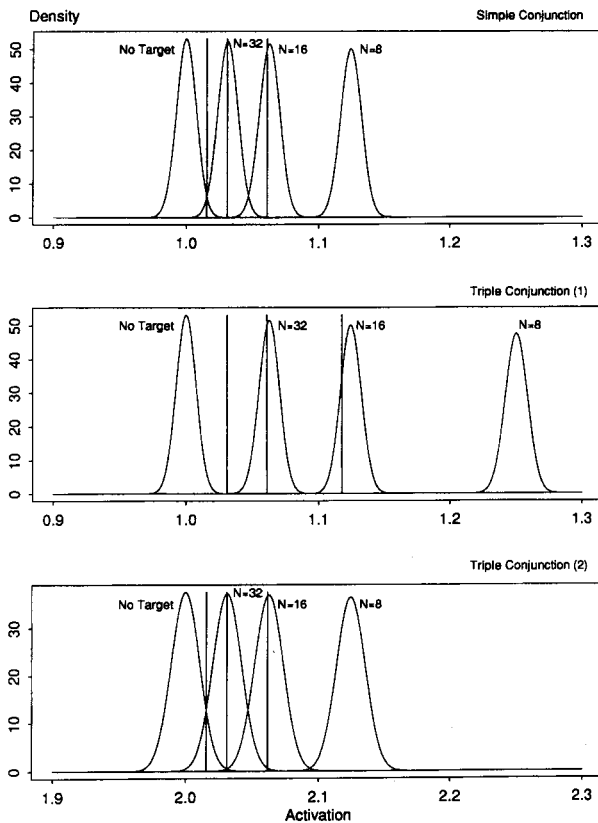 Density
Simple Conjunction
No Target
N=32
N=16
N=8
50
40
30
20
10
0
0.9 1.0 1.1 1.2 1.3
Triple Conjunction (1)
No Target
N=32
N=16
N=8
50
40
30
20
10
0
0.9 1.0 1.1 1.2 1.3
Triple Conjunction (2)
No Target
N=32
N=16
N=8
30
20
10
0
1.9 2.0 2.1 2.2 2.3
Activation